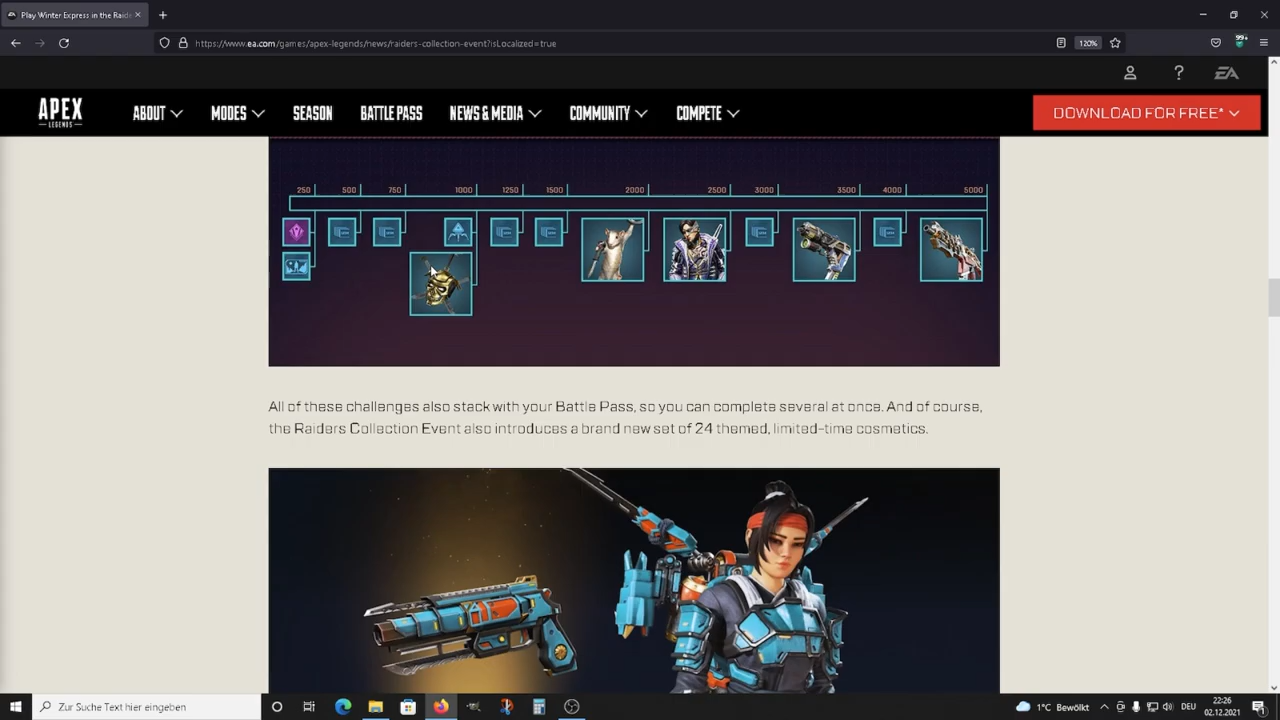 Play Winter Express in the Raide
https://www.ea.com/games/apex-legends/news/raiders-collection-event?isLocalized=true
120%
99+
EA
APEX
LEGENDS
ABOUT
MODES
SEASON
BATTLE PASS
NEWS & MEDIA
COMMUNITY
COMPETE
DOWNLOAD FOR FREE*
250 500 750 1000 1250 1500 2000 2500 3000 3500 4000 5000
All of these challenges also stack with your Battle Pass, so you can complete several at once. And of course,
the Raiders Collection Event also introduces a brand new set of 24 themed, limited-time cosmetics.
Zur Suche Text hier eingeben
1°C Bewölkt
DEU
22:26
02.12.2021